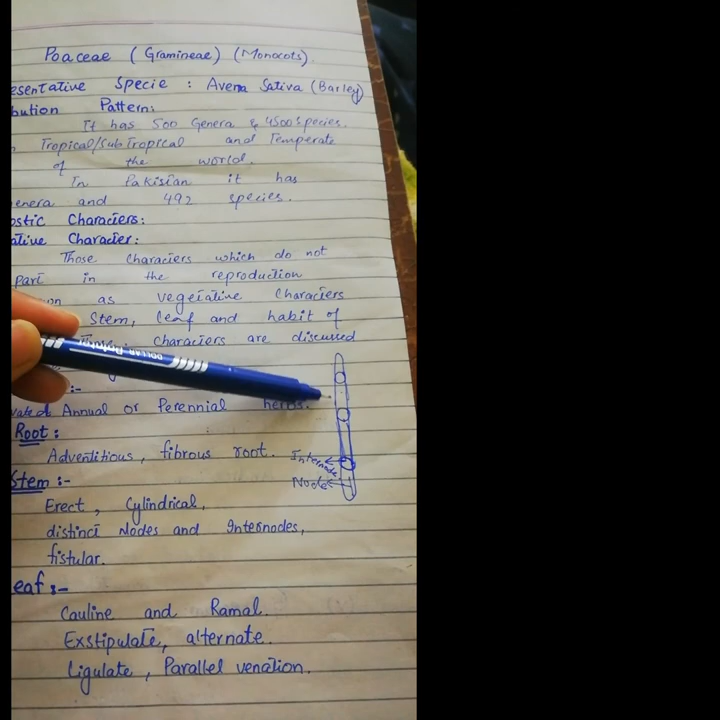 Poaceae (Gramineae) (Monocots).
esentative Specie : Avena Sativa (Barley)
bution Pattern:
It has 500 Genera & 4500 species.
Tropical/SubTropical and Temperate
of the world.
In Pakistan it has
enera and 492 species.
ostic Characters:
ative Character:
Those characters which do not
part in the reproduction
as vegetative characters
Stem, leaf and habit of
characters are discussed
:-
Annual or Perennial herbs.
Root :
Adventitious, fibrous root.
Internode
Node
Stem :-
Erect, Cylindrical,
distinct Nodes and Internodes,
fistular.
eaf :-
Cauline and Ramal.
Exstipulate, alternate.
Ligulate, Parallel venation.
DOLLAR